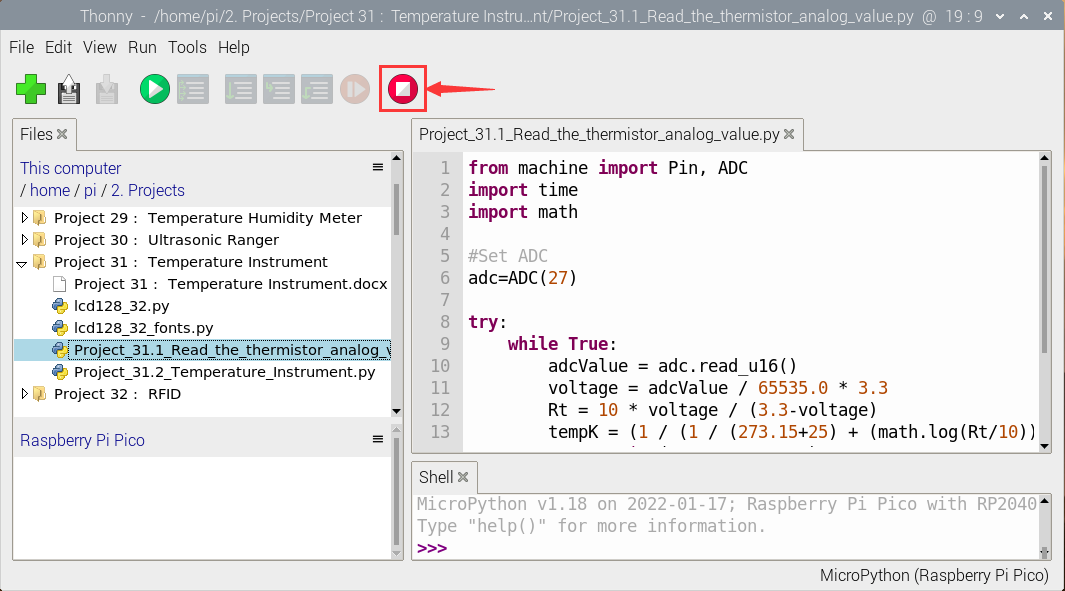 Thonny - /home/pi/2. Projects/Project 31 : Temperature Instru...nt/Project_31.1_Read_the_thermistor_analog_value.py @ 19 : 9
File Edit View Run Tools Help
Files
This computer
/ home / pi / 2. Projects
Project 29 : Temperature Humidity Meter
Project 30 : Ultrasonic Ranger
Project 31 : Temperature Instrument
Project 31 : Temperature Instrument.docx
lcd128_32.py
lcd128_32_fonts.py
Project_31.1_Read_the_thermistor_analog_v
Project_31.2_Temperature_Instrument.py
Project 32 : RFID
Raspberry Pi Pico
Project_31.1_Read_the_thermistor_analog_value.py
1 from machine import Pin, ADC
2 import time
3 import math
4
5 #Set ADC
6 adc=ADC(27)
7
8 try:
9 while True:
10 adcValue = adc.read_u16()
11 voltage = adcValue / 65535.0 * 3.3
12 Rt = 10 * voltage / (3.3-voltage)
13 tempK = (1 / (1 / (273.15+25) + (math.log(Rt/10))
Shell
MicroPython v1.18 on 2022-01-17; Raspberry Pi Pico with RP2040
Type "help()" for more information.
>>>
MicroPython (Raspberry Pi Pico)